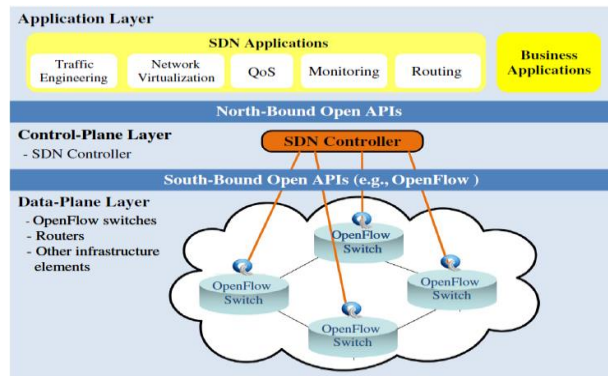 Application Layer
SDN Applications
Traffic
Engineering
Network
Virtualization
QoS
Monitoring
Routing
Business
Applications
North-Bound Open APIs
Control-Plane Layer
- SDN Controller
SDN Controller
South-Bound Open APIs (e.g., OpenFlow )
Data-Plane Layer
- OpenFlow switches
- Routers
- Other infrastructure
elements
OpenFlow
Switch
OpenFlow
Switch
OpenFlow
Switch
OpenFlow
Switch